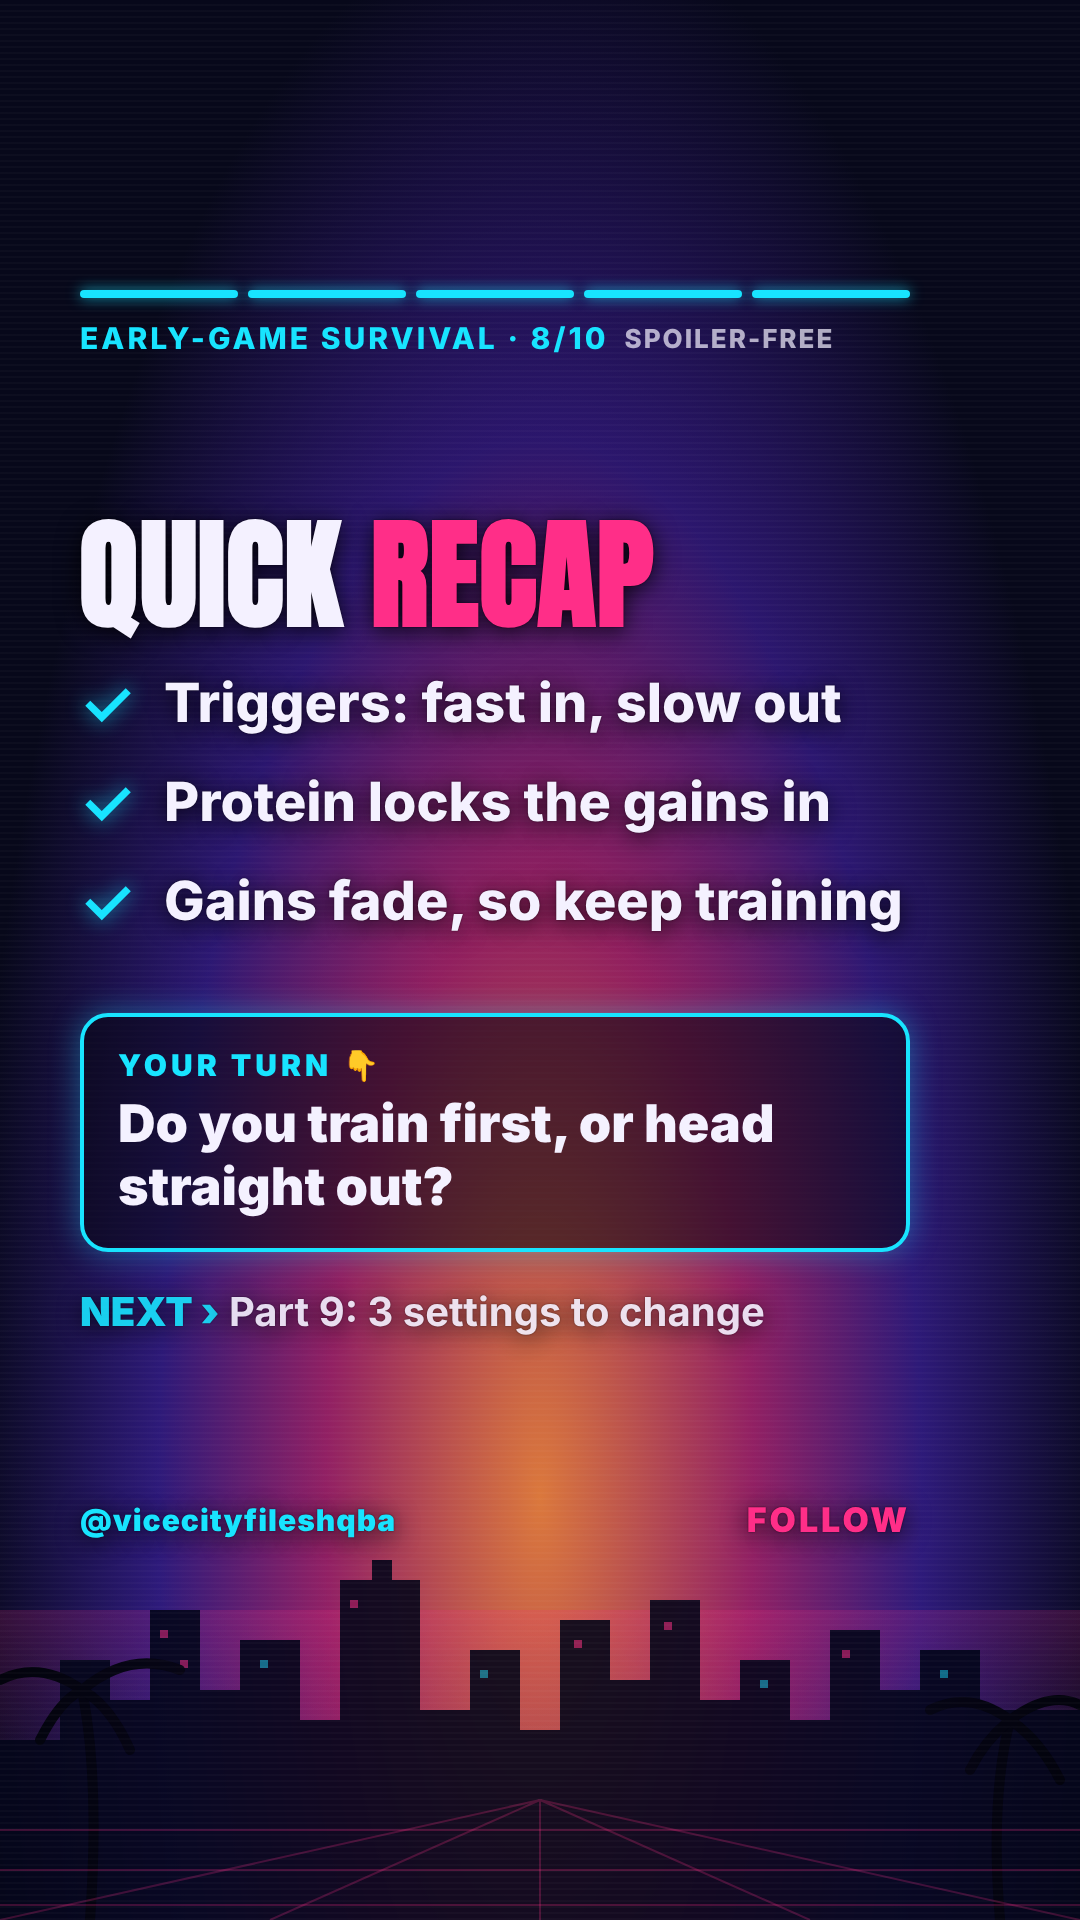 EARLY-GAME SURVIVAL · 8/10 SPOILER-FREE
QUICK RECAP
Triggers: fast in, slow out
Protein locks the gains in
Gains fade, so keep training
YOUR TURN 👇
Do you train first, or head
straight out?
NEXT › Part 9: 3 settings to change
@vicecityfileshqba FOLLOW